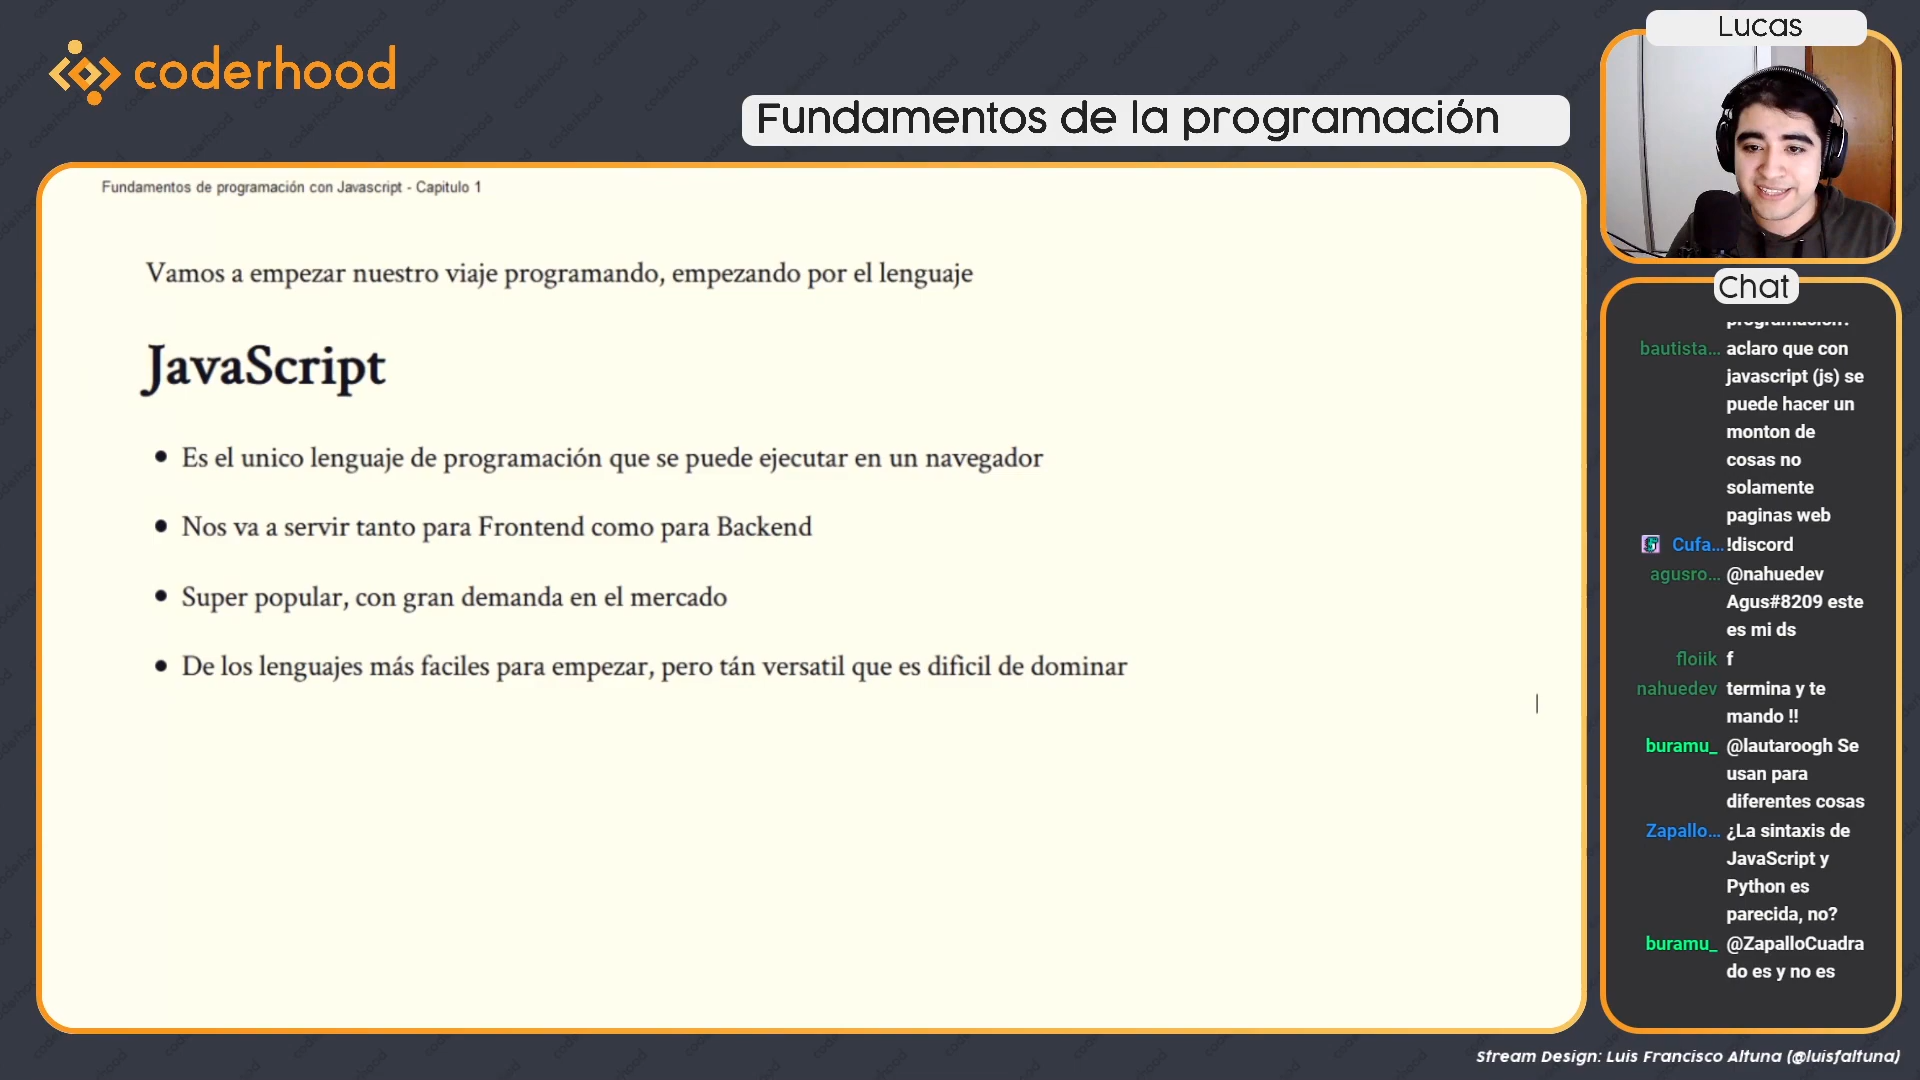 coderhood
Fundamentos de la programación
Lucas
Fundamentos de programación con Javascript - Capitulo 1
Vamos a empezar nuestro viaje programando, empezando por el lenguaje
JavaScript
• Es el unico lenguaje de programación que se puede ejecutar en un navegador
• Nos va a servir tanto para Frontend como para Backend
• Super popular, con gran demanda en el mercado
• De los lenguajes más faciles para empezar, pero tán versatil que es dificil de dominar
Chat
programación?
bautista... aclaro que con
javascript (js) se
puede hacer un
monton de
cosas no
solamente
paginas web
Cufa... !discord
agusro... @nahuedev
Agus#8209 este
es mi ds
floiik f
nahuedev termina y te
mando !!
buramu_ @lautaroogh Se
usan para
diferentes cosas
Zapallo... ¿La sintaxis de
JavaScript y
Python es
parecida, no?
buramu_ @ZapalloCuadra
do es y no es
Stream Design: Luis Francisco Altuna (@luisfaltuna)